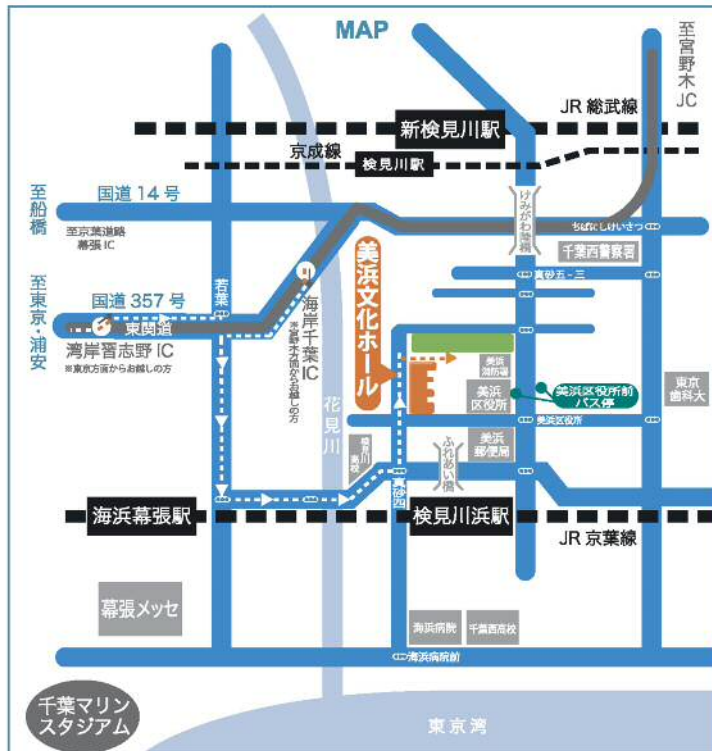 MAP
至宮野木JC
JR 総武線
新検見川駅
京成線
検見川駅
至船橋
国道 14 号
至京葉道路
幕張 IC
けみがわ陸橋
ちばにしけいさつ
千葉西警察署
至東京・浦安
国道 357 号
若葉
東関道
湾岸習志野 IC
※東京方面からお越しの方
海岸千葉IC
※宮野木方面からお越しの方
美浜文化ホール
真砂五-三
美浜
消防署
美浜
区役所
美浜区役所前
バス停
東京
歯科大
花見川
検見川
高校
美浜区役所
ふれあい橋
美浜
郵便局
真砂四
海浜幕張駅
検見川浜駅
JR 京葉線
幕張メッセ
海浜病院
千葉西高校
海浜病院前
千葉マリン
スタジアム
東京湾